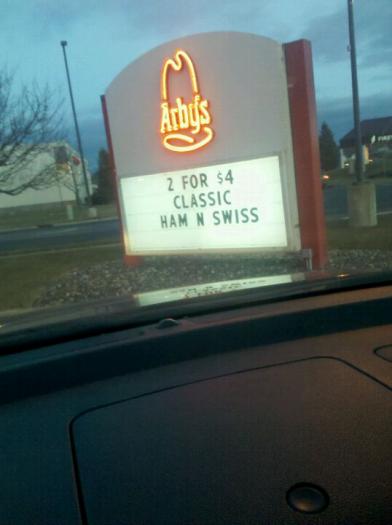 Arby's
2 FOR $4
CLASSIC
HAM N SWISS